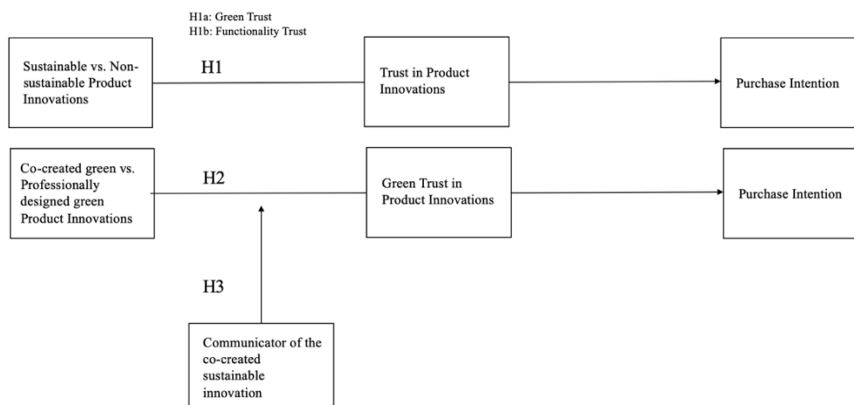 H1a: Green Trust
H1b: Functionality Trust
Sustainable vs. Non-
sustainable Product
Innovations
H1
Trust in Product
Innovations
Purchase Intention
Co-created green vs.
Professionally
designed green
Product Innovations
H2
Green Trust in
Product Innovations
Purchase Intention
H3
Communicator of the
co-created
sustainable
innovation